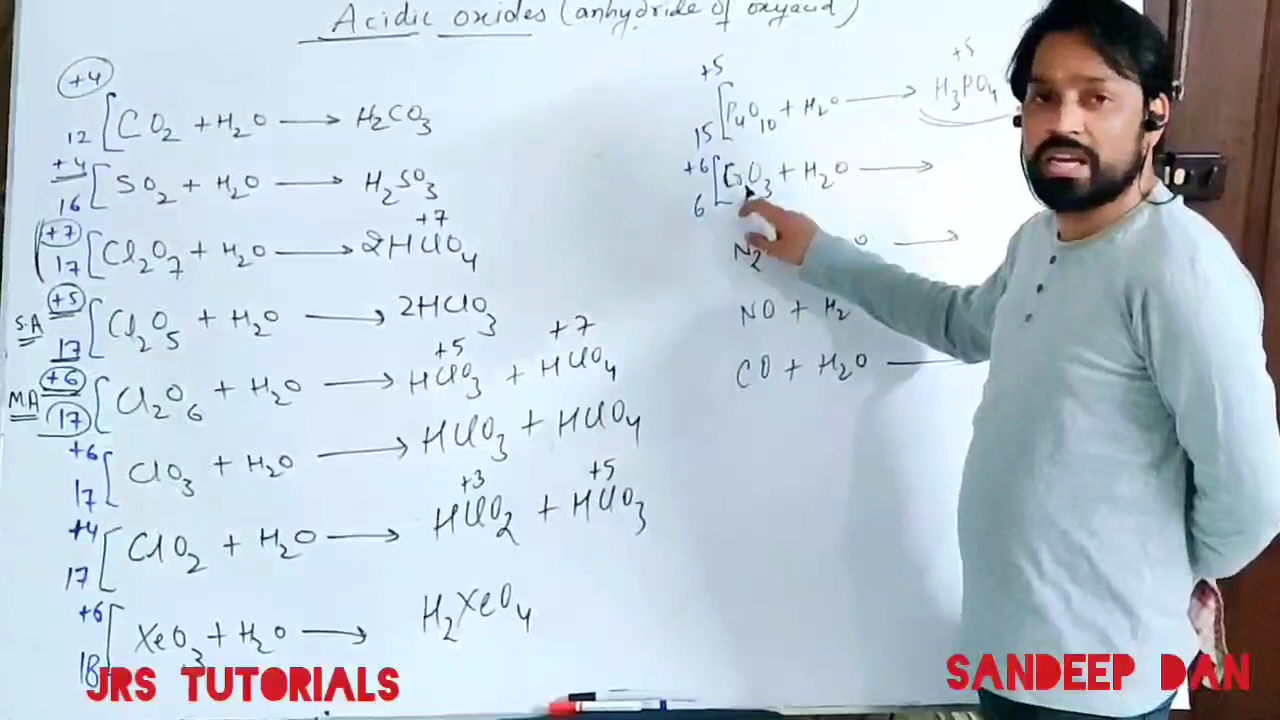 Acidic oxides (anhydride of oxyacid)
+4
12 [ CO2 + H2O → H2CO3
+4
16 [ SO2 + H2O → H2SO3
+7 +7
17 [ Cl2O7 + H2O → 2HClO4
+5
S.A 17 [ Cl2O5 + H2O → 2HClO3
+6 +5 +7
M.A 17 [ Cl2O6 + H2O → HClO3 + HClO4
+6
17 [ ClO3 + H2O → HClO3 + HClO4
+4 +3 +5
17 [ ClO2 + H2O → HClO2 + HClO3
+6
18 [ XeO3 + H2O → H2XeO4
+5 +5
15 [ P4O10 + H2O → H3PO4
+6
6 [ CrO3 + H2O →
N2 O →
NO + H2
CO + H2O →
JRS TUTORIALS
SANDEEP DAN